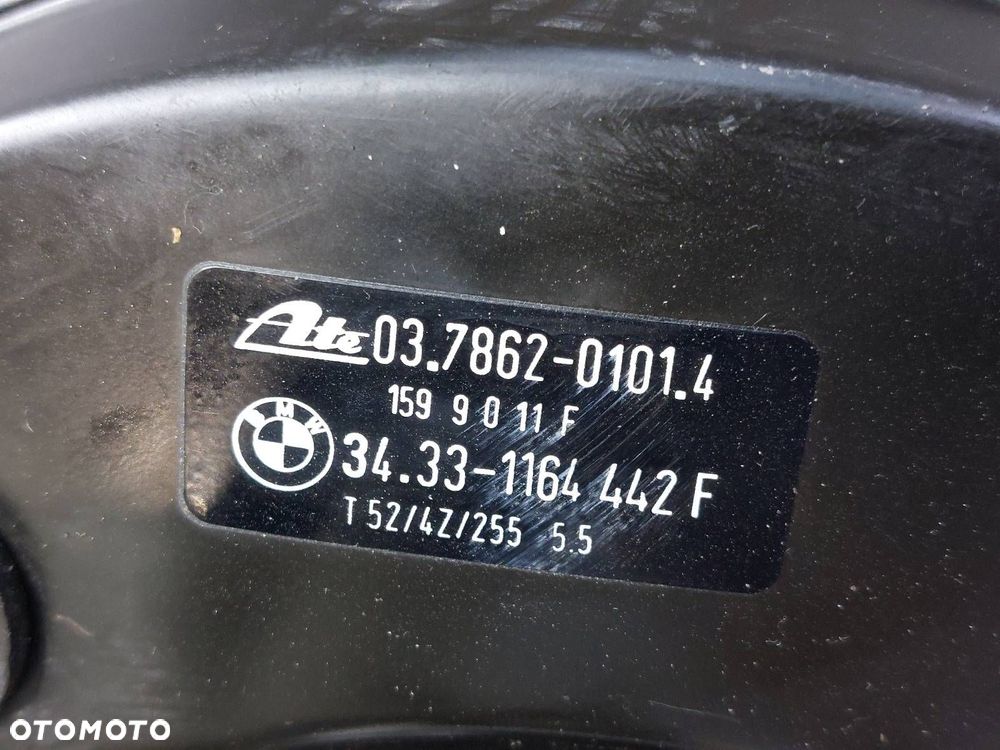 Ate 03.7862-0101.4
159 9 0 11 F
BMW 34.33-1164 442 F
T 52/4Z/255 5.5
OTOMOTO